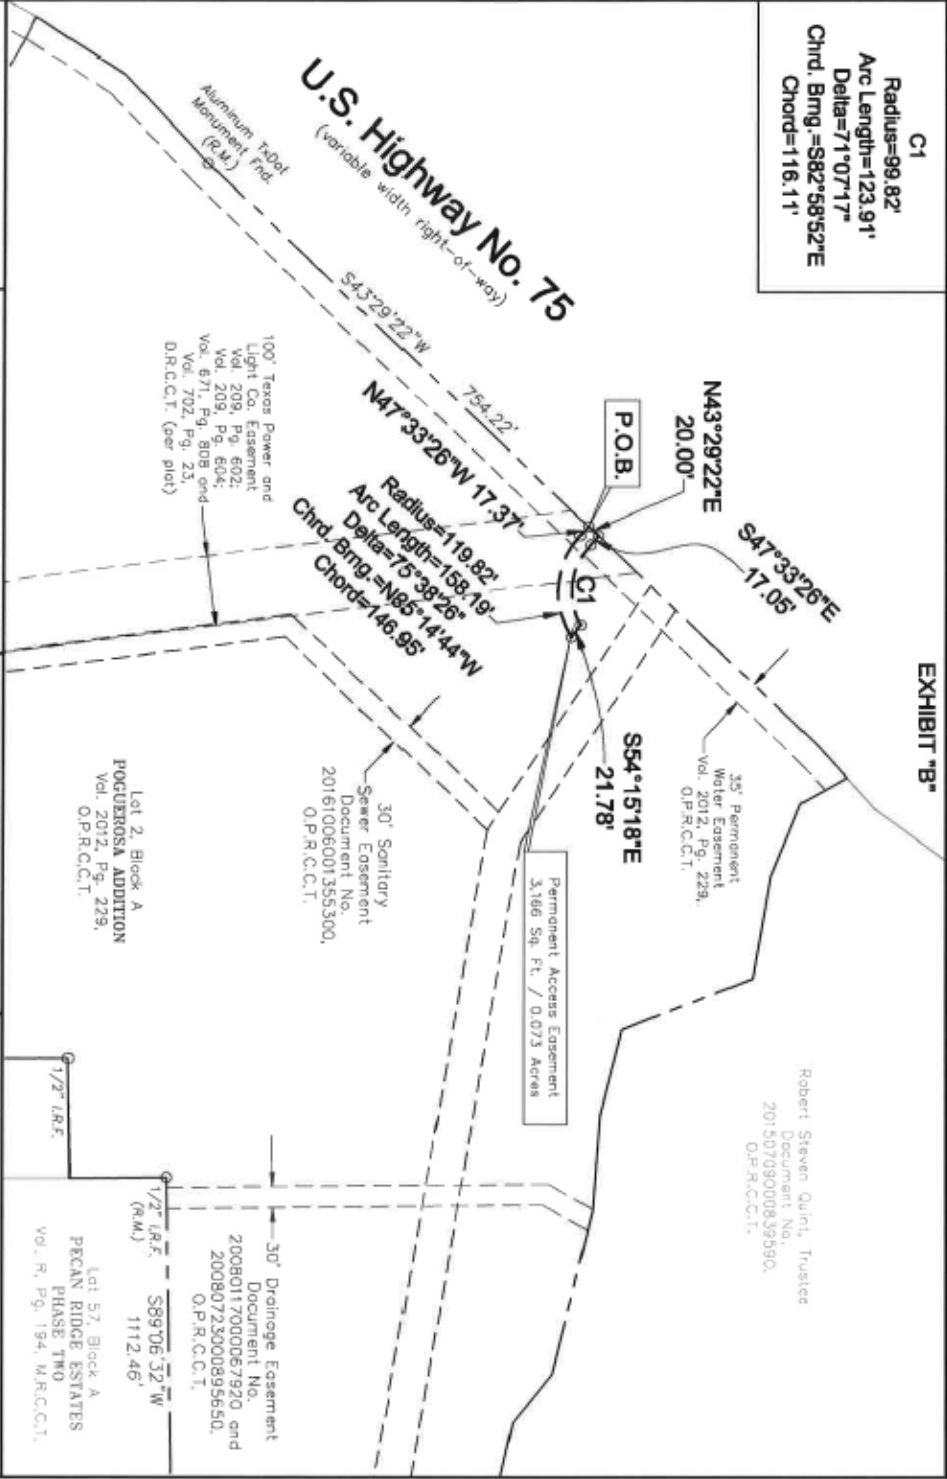 EXHIBIT "B"
C1
Radius=99.82'
Arc Length=123.91'
Delta=71°07'17"
Chrd. Brng.=S82°58'52"E
Chord=116.11'
U.S. Highway No. 75
(variable width right-of-way)
Aluminum TxDot
Monument Fnd.
(R.M.)
S43°29'22"W
754.22'
N43°29'22"E
20.00'
P.O.B.
S47°33'26"E
17.05'
N47°33'26"W 17.37'
Radius=119.82'
Arc Length=158.19'
Delta=75°38'26"
Chrd. Brng.=N85°14'44"W
Chord=146.95'
C1
S54°15'18"E
21.78'
35' Permanent
Water Easement
Vol. 2012, Pg. 229,
O.P.R.C.C.T.
Permanent Access Easement
3,166 Sq. Ft. / 0.073 Acres
Robert Steven Quint, Trustee
Document No.
20150709000839590,
O.P.R.C.C.T.
100' Texas Power and
Light Co. Easement
Vol. 209, Pg. 602;
Vol. 209, Pg. 604;
Vol. 671, Pg. 808 and
Vol. 702, Pg. 23,
D.R.C.C.T. (per plat)
30' Sanitary
Sewer Easement
Document No.
20161006001355300,
O.P.R.C.C.T.
Lot 2, Block A
POGUEROSA ADDITION
Vol. 2012, Pg. 229,
O.P.R.C.C.T.
30' Drainage Easement
Document No.
20080117000067920 and
20080723000895650,
O.P.R.C.C.T.
1/2" I.R.F.
1/2" I.R.F.
(R.M.)
S89°06'32"W
1112.46'
Lot 57, Block A
PECAN RIDGE ESTATES
PHASE TWO
Vol. R, Pg. 194, M.R.C.C.T.